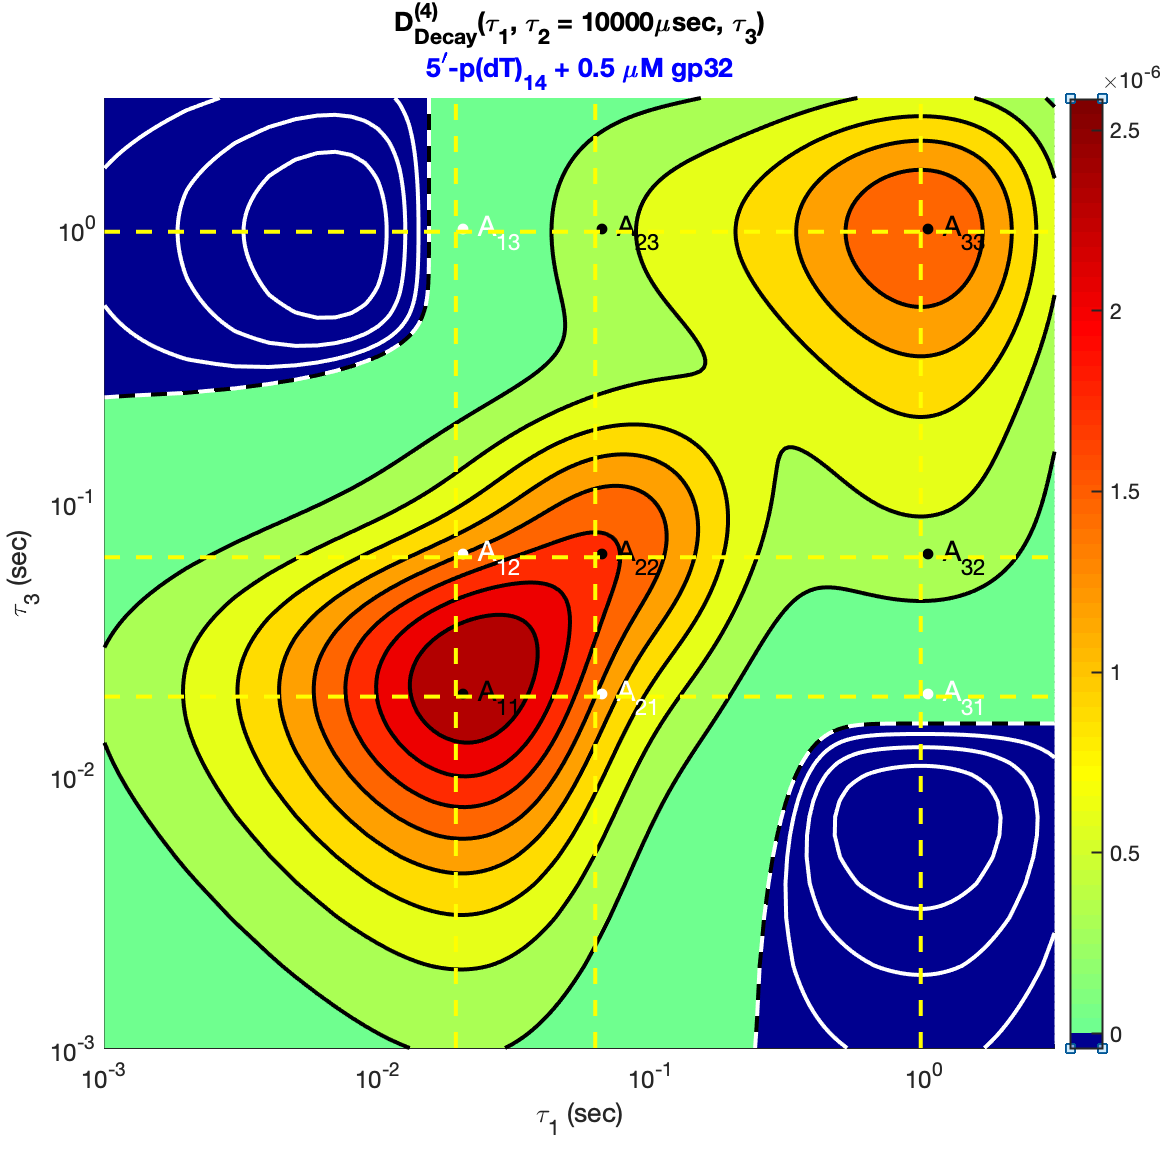 D(4)Decay(τ1, τ2 = 10000μsec, τ3)
5′-p(dT)14 + 0.5 μM gp32
×10-6
2.5
2
1.5
1
0.5
0
100
10-1
10-2
10-3
τ3 (sec)
A13
A23
A33
A12
A22
A32
A11
A21
A31
10-3
10-2
10-1
100
τ1 (sec)